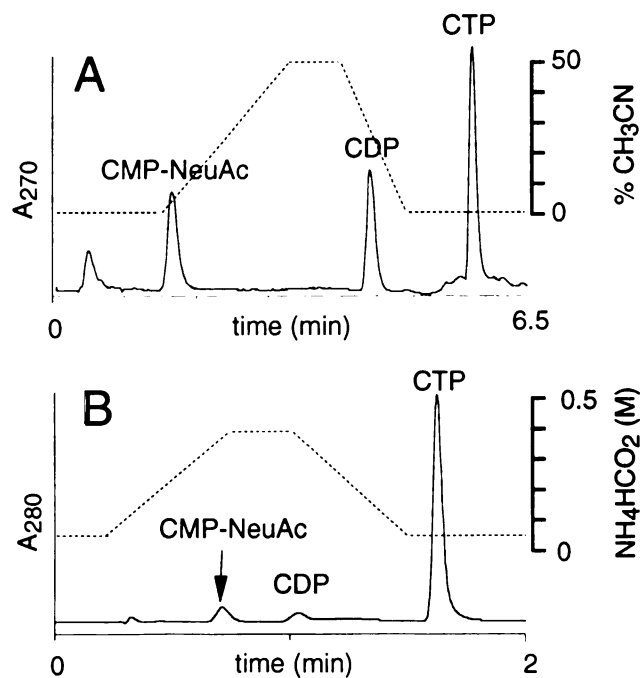 A
CTP
50
CMP-NeuAc
CDP
A270
% CH3CN
0
0
time (min)
6.5
B
CTP
0.5
CMP-NeuAc
CDP
A280
NH4HCO2 (M)
0
0
time (min)
2